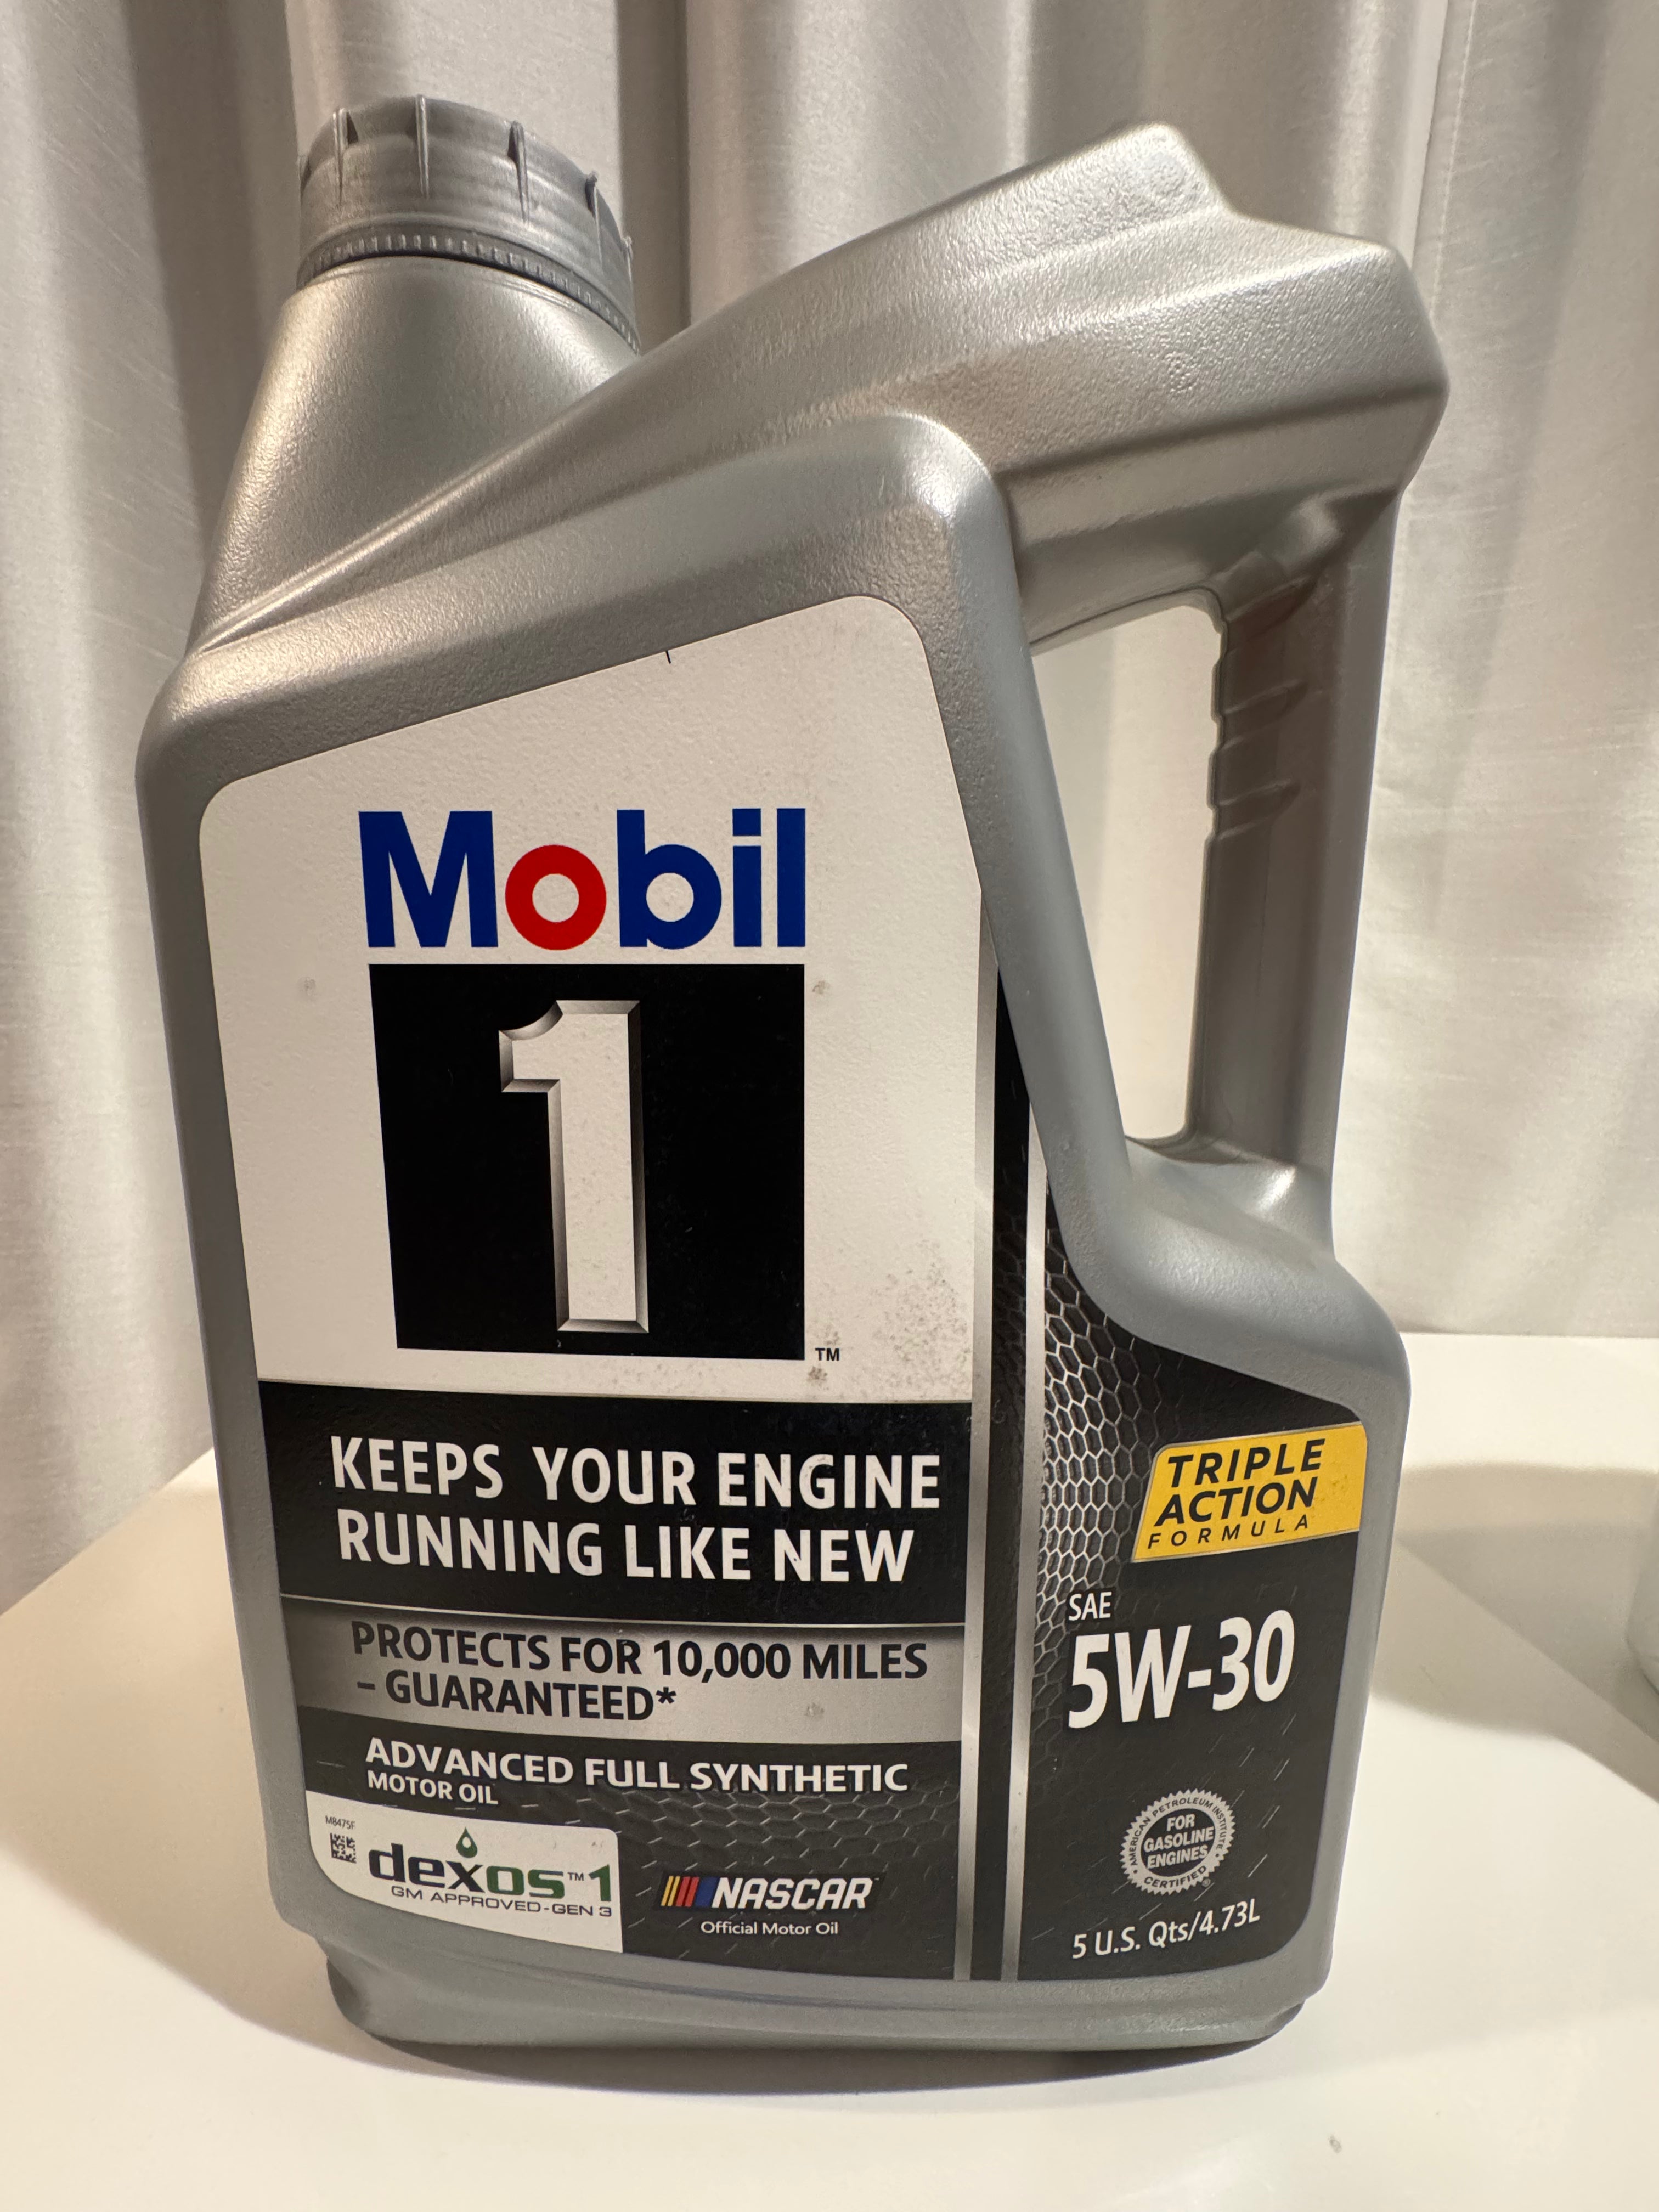 Mobil
1
TM
KEEPS YOUR ENGINE
RUNNING LIKE NEW
PROTECTS FOR 10,000 MILES
– GUARANTEED*
ADVANCED FULL SYNTHETIC
MOTOR OIL
M8475F
dexos™1
GM APPROVED-GEN 3
NASCAR
Official Motor Oil
TRIPLE
ACTION
FORMULA
SAE
5W-30
AMERICAN PETROLEUM INSTITUTE
FOR
GASOLINE
ENGINES
CERTIFIED
®
5 U.S. Qts/4.73L